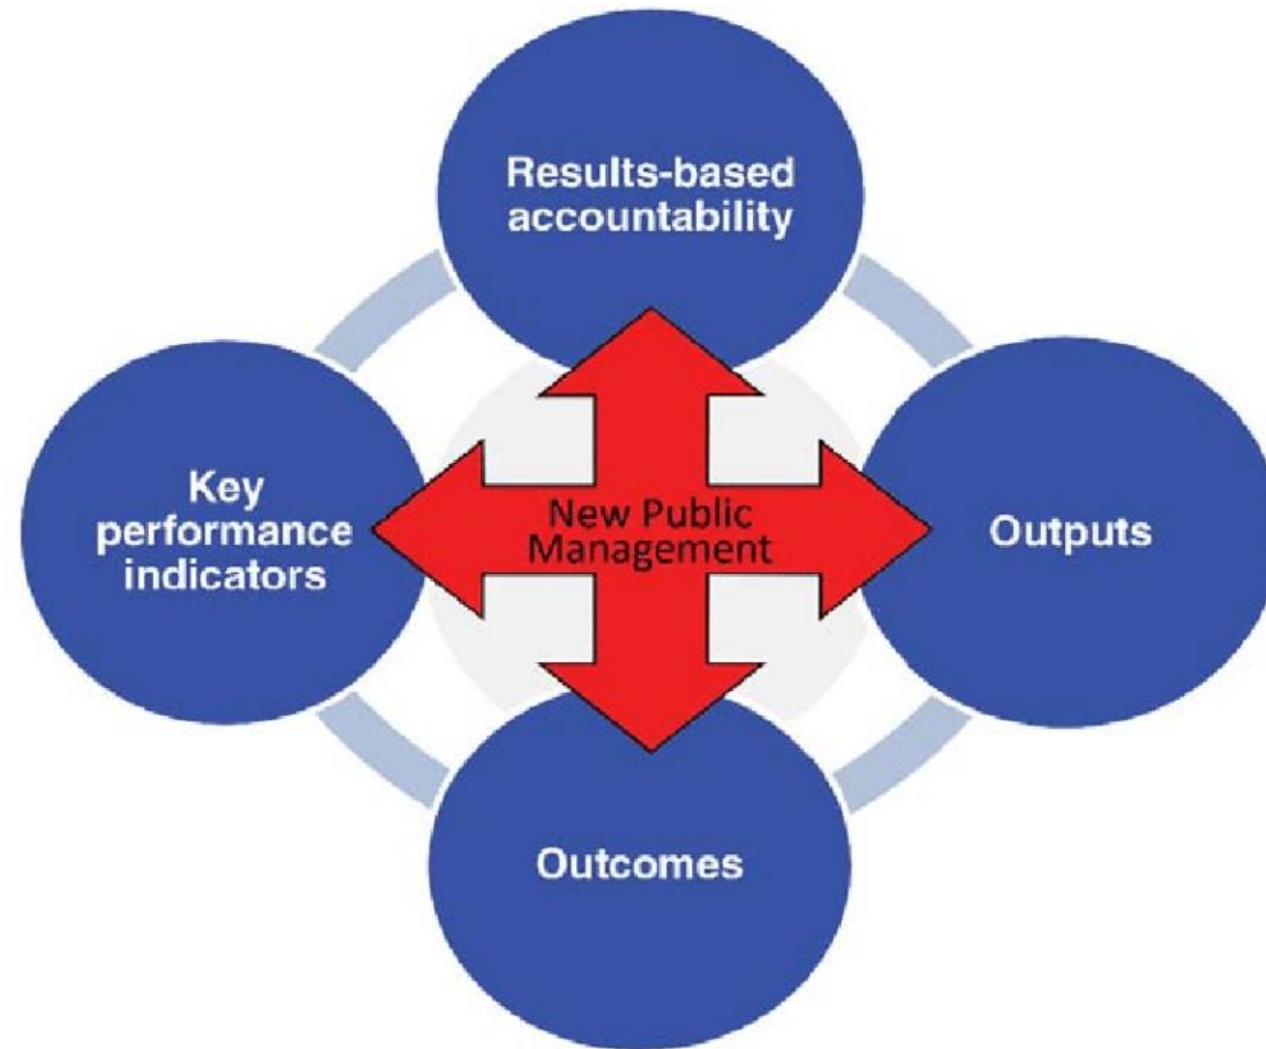 Results-based
accountability
Key
performance
indicators
New Public
Management
Outputs
Outcomes